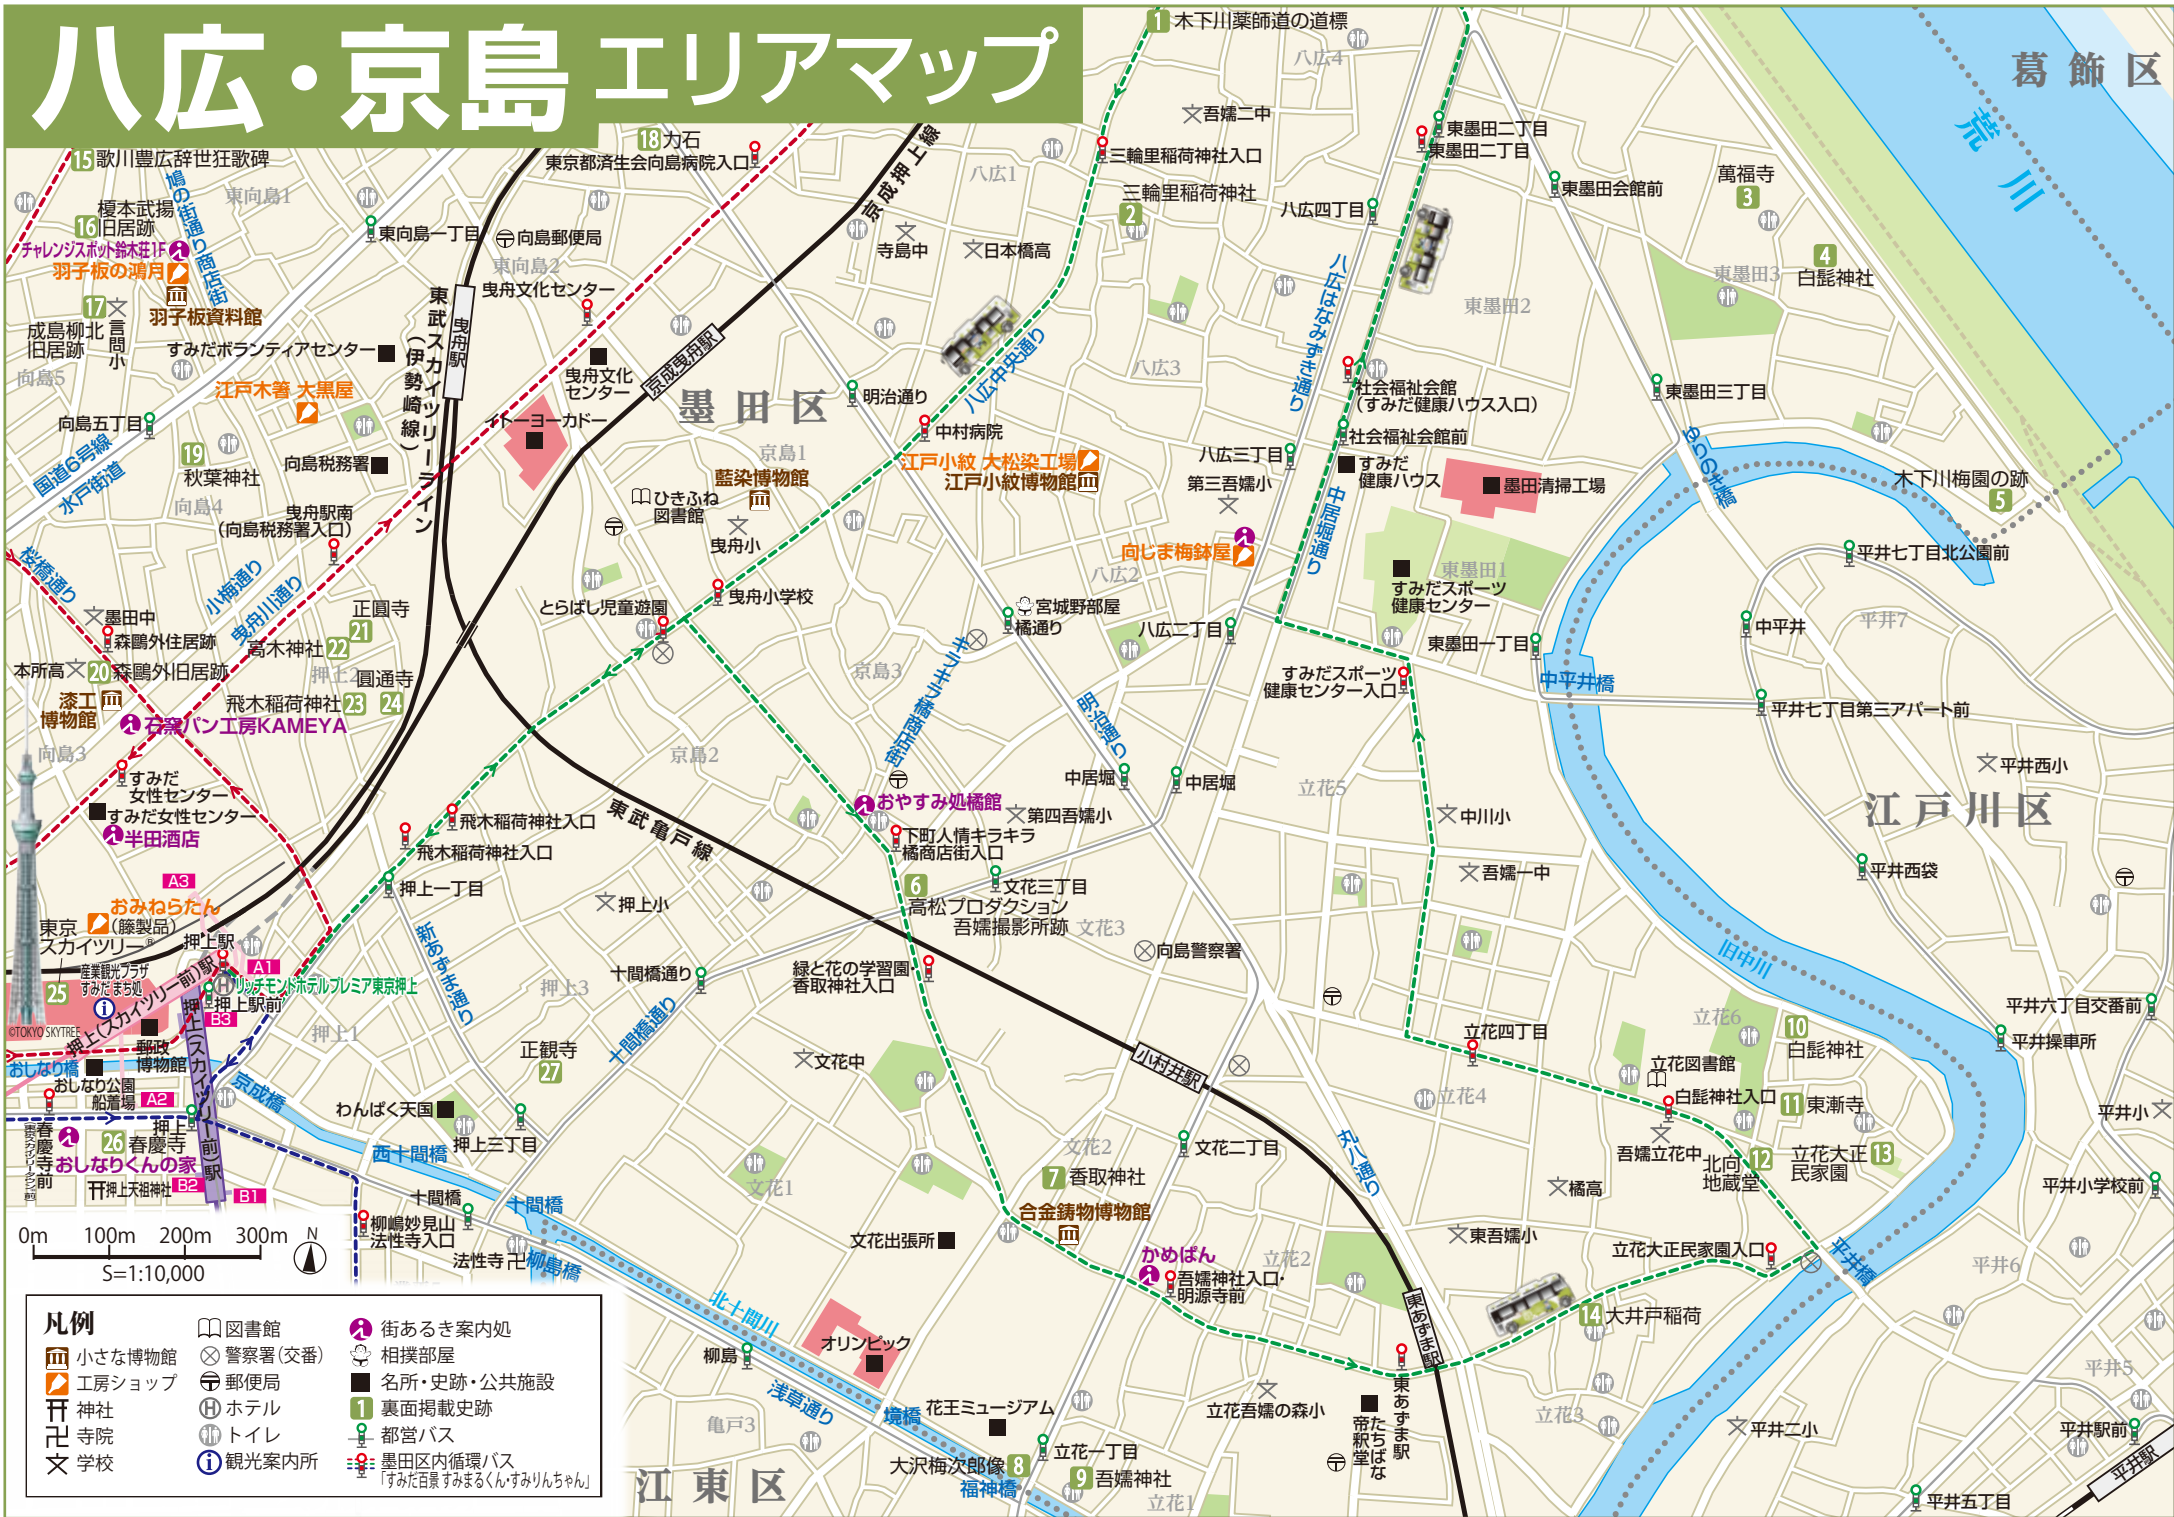 八広・京島 エリアマップ
1 木下川薬師道の道標
八広4
葛飾区
荒川
吾嬬二中
東墨田二丁目
東墨田二丁目
三輪里稲荷神社入口
三輪里稲荷神社
2
八広四丁目
東墨田会館前
萬福寺
3
4
白髭神社
東墨田3
東墨田2
15 歌川豊広辞世狂歌碑
鳩の街通り商店街
東向島1
榎本武揚
16 旧居跡
チャレンジスポット鈴木荘1F
羽子板の鴻月
羽子板資料館
17
成島柳北
旧居跡
言問小
向島5
東向島一丁目
向島郵便局
東向島2
曳舟文化センター
18 力石
東京都済生会向島病院入口
京成押上線
八広1
寺島中
日本橋高
東武スカイツリーライン
(伊勢崎線)
曳舟駅
すみだボランティアセンター
曳舟文化
センター
京成曳舟駅
江戸木箸 大黒屋
向島五丁目
国道6号線
水戸街道
19
秋葉神社
向島4
向島税務署
イトーヨーカドー
墨田区
明治通り
八広中央通り
中村病院
京島1
八広3
八広はなみずき通り
社会福祉会館
(すみだ健康ハウス入口)
社会福祉会館前
東墨田三丁目
江戸小紋 大松染工場
江戸小紋博物館
八広三丁目
第三吾嬬小
すみだ
健康ハウス
墨田清掃工場
中居堀通り
ゆりのき橋
木下川梅園の跡
5
藍染博物館
ひきふね
図書館
曳舟小
曳舟駅南
(向島税務署入口)
桜橋通り
小梅通り
曳舟川通り
向じま梅鉢屋
八広2
東墨田1
すみだスポーツ
健康センター
平井七丁目北公園前
墨田中
森鷗外住居跡
正圓寺
21
高木神社 22
押上2
圓通寺
24
本所高
20 森鷗外旧居跡
飛木稲荷神社 23
漆工
博物館
石窯パン工房KAMEYA
向島3
とらばし児童遊園
曳舟小学校
宮城野部屋
橘通り
八広二丁目
東墨田一丁目
中平井
平井7
中平井橋
すみだスポーツ
健康センター入口
平井七丁目第三アパート前
京島3
キラキラ橘商店街
明治通り
京島2
すみだ
女性センター
すみだ女性センター
半田酒店
飛木稲荷神社入口
飛木稲荷神社入口
東武亀戸線
中居堀
中居堀
立花5
平井西小
江戸川区
おやすみ処橘館
第四吾嬬小
下町人情キラキラ
橘商店街入口
中川小
吾嬬一中
平井西袋
A3
おみねらたん
(籐製品)
東京
スカイツリー®
25
押上駅
A1
リッチモンドホテルプレミア東京押上
押上駅前
B3
産業観光プラザ
すみだ まち処
©TOKYO SKYTREE
押上(スカイツリー前)駅
押上(スカイツリー前)駅
押上一丁目
押上小
新あずま通り
十間橋通り
押上3
十間橋通り
6
高松プロダクション
吾嬬撮影所跡
文花三丁目
文花3
緑と花の学習園・
香取神社入口
向島警察署
旧中川
押上1
正観寺
27
郵政
博物館
おしなり橋
おしなり公園
船着場
A2
京成橋
押上
26 春慶寺
春慶寺前
おしなりくんの家
押上天祖神社
B2
B1
わんぱく天国
押上三丁目
西十間橋
文花中
小村井駅
立花四丁目
立花6
立花図書館
10
白髭神社
平井六丁目交番前
平井操車所
立花4
白髭神社入口
11 東漸寺
吾嬬立花中
北向
地蔵堂
12
立花大正
民家園
13
平井小
平井小学校前
橘高
文花2
文花二丁目
7 香取神社
丸八通り
文花1
合金鋳物博物館
文花出張所
十間橋
十間橋
柳嶋妙見山
法性寺入口
法性寺
柳島橋
0m 100m 200m 300m
N
S=1:10,000
かめぱん
吾嬬神社入口・
明源寺前
立花2
東吾嬬小
立花大正民家園入口
平井橋
平井6
北十間川
オリンピック
柳島
浅草通り
境橋
花王ミュージアム
亀戸3
江東区
大沢梅次郎像 8
福神橋
立花一丁目
9 吾嬬神社
立花1
立花吾嬬の森小
東あずま駅
東あずま駅
たちばな
帝釈堂
14 大井戸稲荷
立花3
平井二小
平井5
平井駅前
平井駅
平井五丁目
凡例
小さな博物館
工房ショップ
神社
寺院
学校
図書館
警察署(交番)
郵便局
ホテル
トイレ
観光案内所
街あるき案内処
相撲部屋
名所・史跡・公共施設
1 裏面掲載史跡
都営バス
墨田区内循環バス
「すみだ百景 すみまるくん・すみりんちゃん」